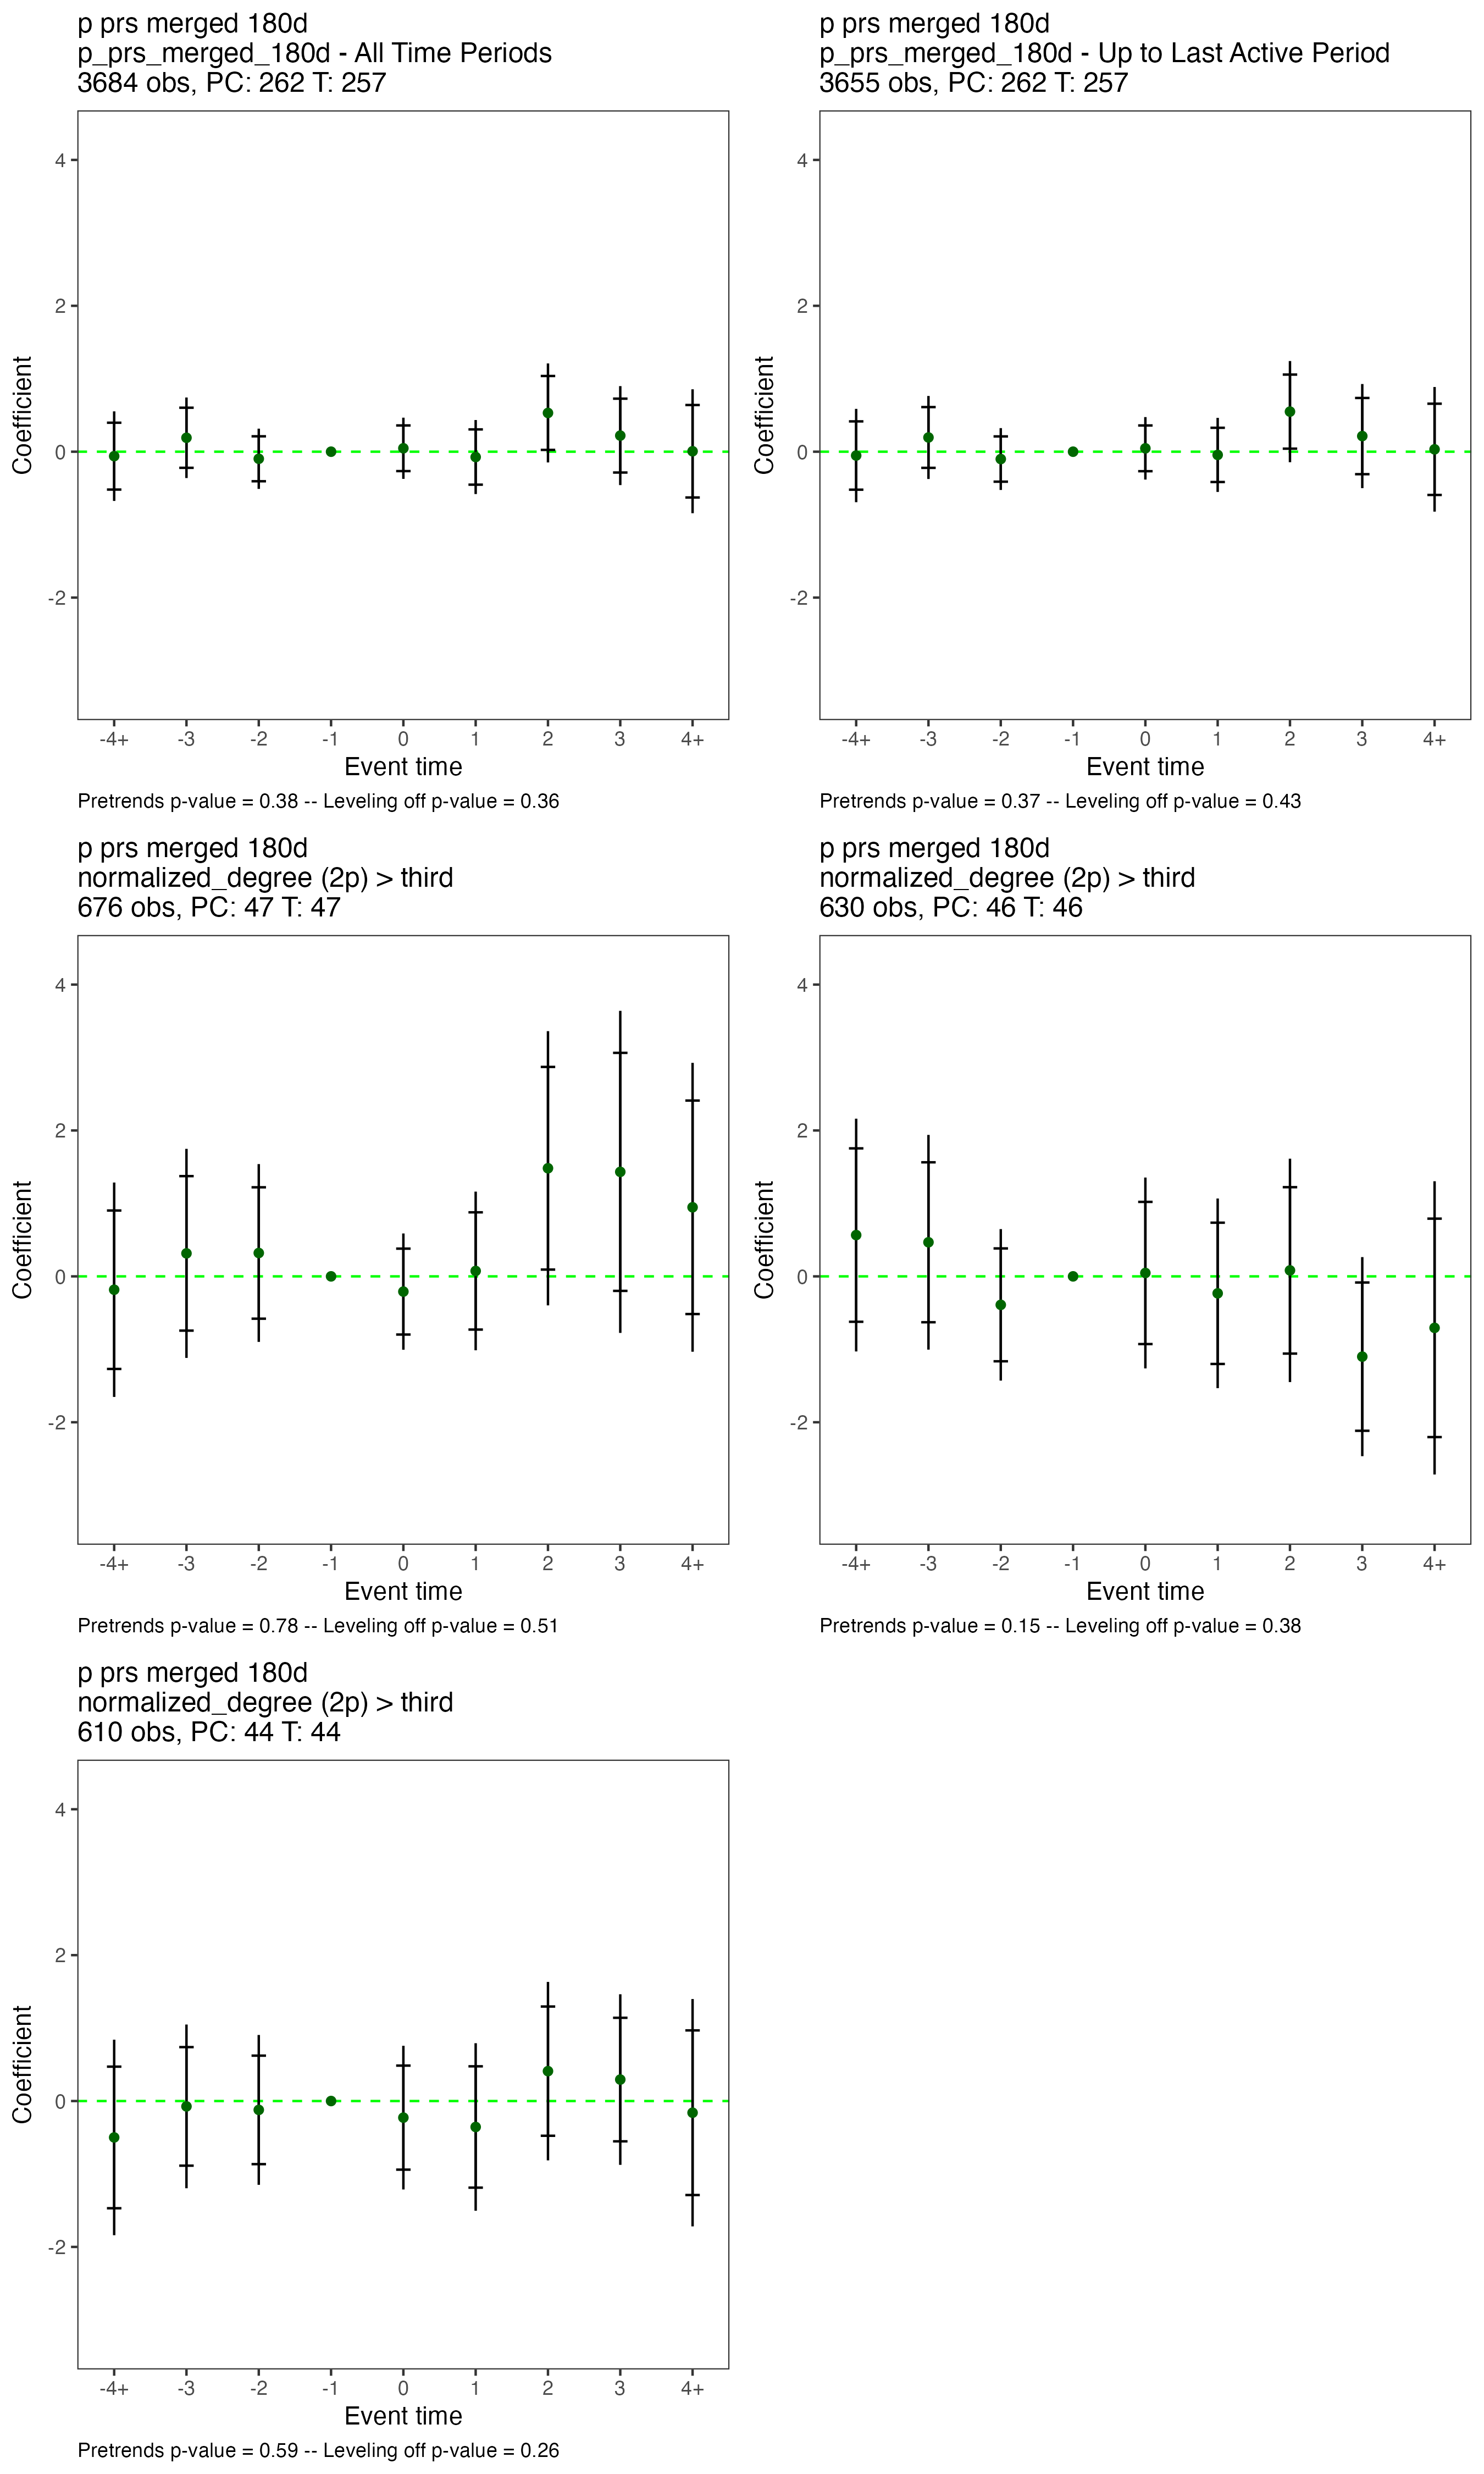 p prs merged 180d
p_prs_merged_180d - All Time Periods
3684 obs, PC: 262 T: 257
4
2
0
-2
Coefficient
-4+ -3 -2 -1 0 1 2 3 4+
Event time
Pretrends p-value = 0.38 -- Leveling off p-value = 0.36
p prs merged 180d
p_prs_merged_180d - Up to Last Active Period
3655 obs, PC: 262 T: 257
4
2
0
-2
Coefficient
-4+ -3 -2 -1 0 1 2 3 4+
Event time
Pretrends p-value = 0.37 -- Leveling off p-value = 0.43
p prs merged 180d
normalized_degree (2p) > third
676 obs, PC: 47 T: 47
4
2
0
-2
Coefficient
-4+ -3 -2 -1 0 1 2 3 4+
Event time
Pretrends p-value = 0.78 -- Leveling off p-value = 0.51
p prs merged 180d
normalized_degree (2p) > third
630 obs, PC: 46 T: 46
4
2
0
-2
Coefficient
-4+ -3 -2 -1 0 1 2 3 4+
Event time
Pretrends p-value = 0.15 -- Leveling off p-value = 0.38
p prs merged 180d
normalized_degree (2p) > third
610 obs, PC: 44 T: 44
4
2
0
-2
Coefficient
-4+ -3 -2 -1 0 1 2 3 4+
Event time
Pretrends p-value = 0.59 -- Leveling off p-value = 0.26